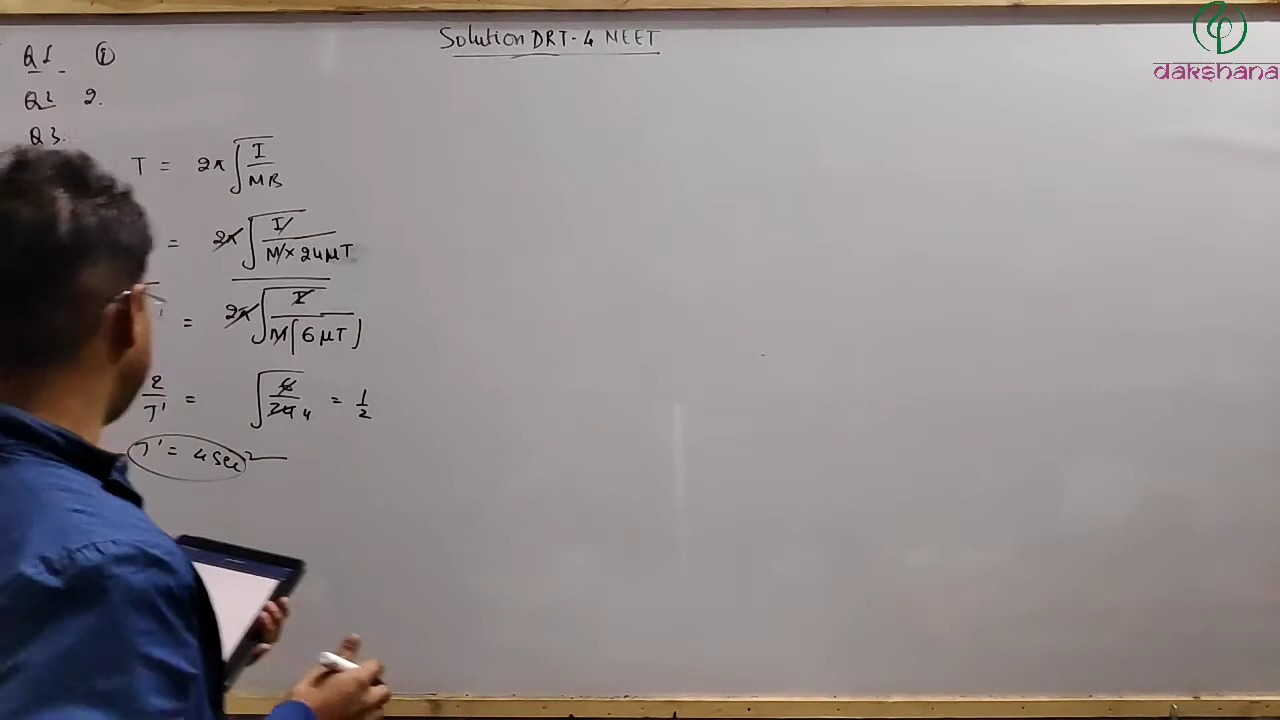 Solution DRT-4 NEET
dakshana
Q1 ①
Q2 2.
Q3.
T = 2π√(I/MB)
= 2π√(I/M×24μT)
= 2π√(I/M(6μT))
2/T' = √(6/24 4) = 1/2
T' = 4 sec